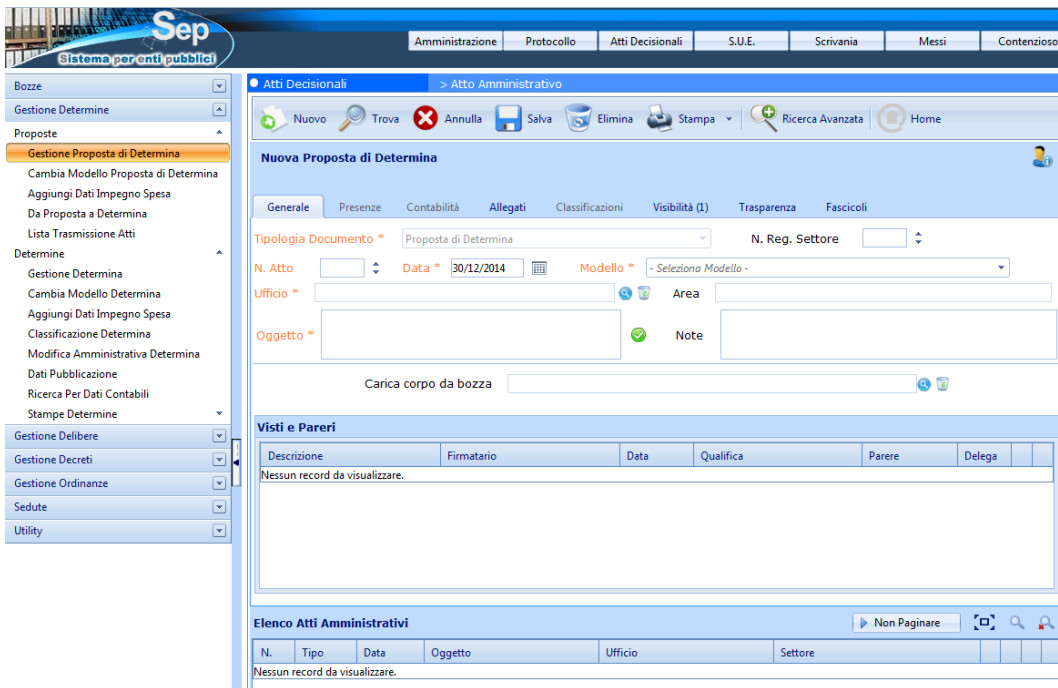 Sep
Sistema per enti pubblici
Amministrazione Protocollo Atti Decisionali S.U.E. Scrivania Messi Contenzioso
Bozze
Gestione Determine
Proposte
Gestione Proposta di Determina
Cambia Modello Proposta di Determina
Aggiungi Dati Impegno Spesa
Da Proposta a Determina
Lista Trasmissione Atti
Determine
Gestione Determina
Cambia Modello Determina
Aggiungi Dati Impegno Spesa
Classificazione Determina
Modifica Amministrativa Determina
Dati Pubblicazione
Ricerca Per Dati Contabili
Stampe Determine
Gestione Delibere
Gestione Decreti
Gestione Ordinanze
Sedute
Utility
Atti Decisionali > Atto Amministrativo
Nuovo Trova Annulla Salva Elimina Stampa Ricerca Avanzata Home
Nuova Proposta di Determina
Generale Presenze Contabilità Allegati Classificazioni Visibilità (1) Trasparenza Fascicoli
Tipologia Documento * Proposta di Determina N. Reg. Settore
N. Atto Data * 30/12/2014 Modello * - Seleziona Modello -
Ufficio * Area
Oggetto * Note
Carica corpo da bozza
Visti e Pareri
Descrizione Firmatario Data Qualifica Parere Delega
Nessun record da visualizzare.
Elenco Atti Amministrativi Non Paginare
N. Tipo Data Oggetto Ufficio Settore
Nessun record da visualizzare.